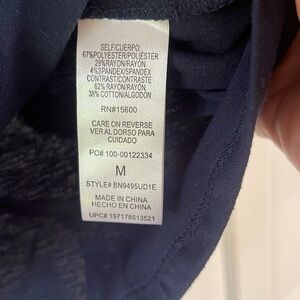 SELF/CUERPO
67%POLYESTER/POLIÉSTER
29%RAYON/RAYON
4%SPANDEX/SPANDEX
CONTRAST/CONTRASTE
62% RAYON/RAYON
38% COTTON/ALGODON
RN#15600
CARE ON REVERSE
VER AL DORSO PARA
CUIDADO
PO# 100-00122334
M
STYLE# BN9495UD1E
MADE IN CHINA
HECHO EN CHINA
UPC# 197178513521